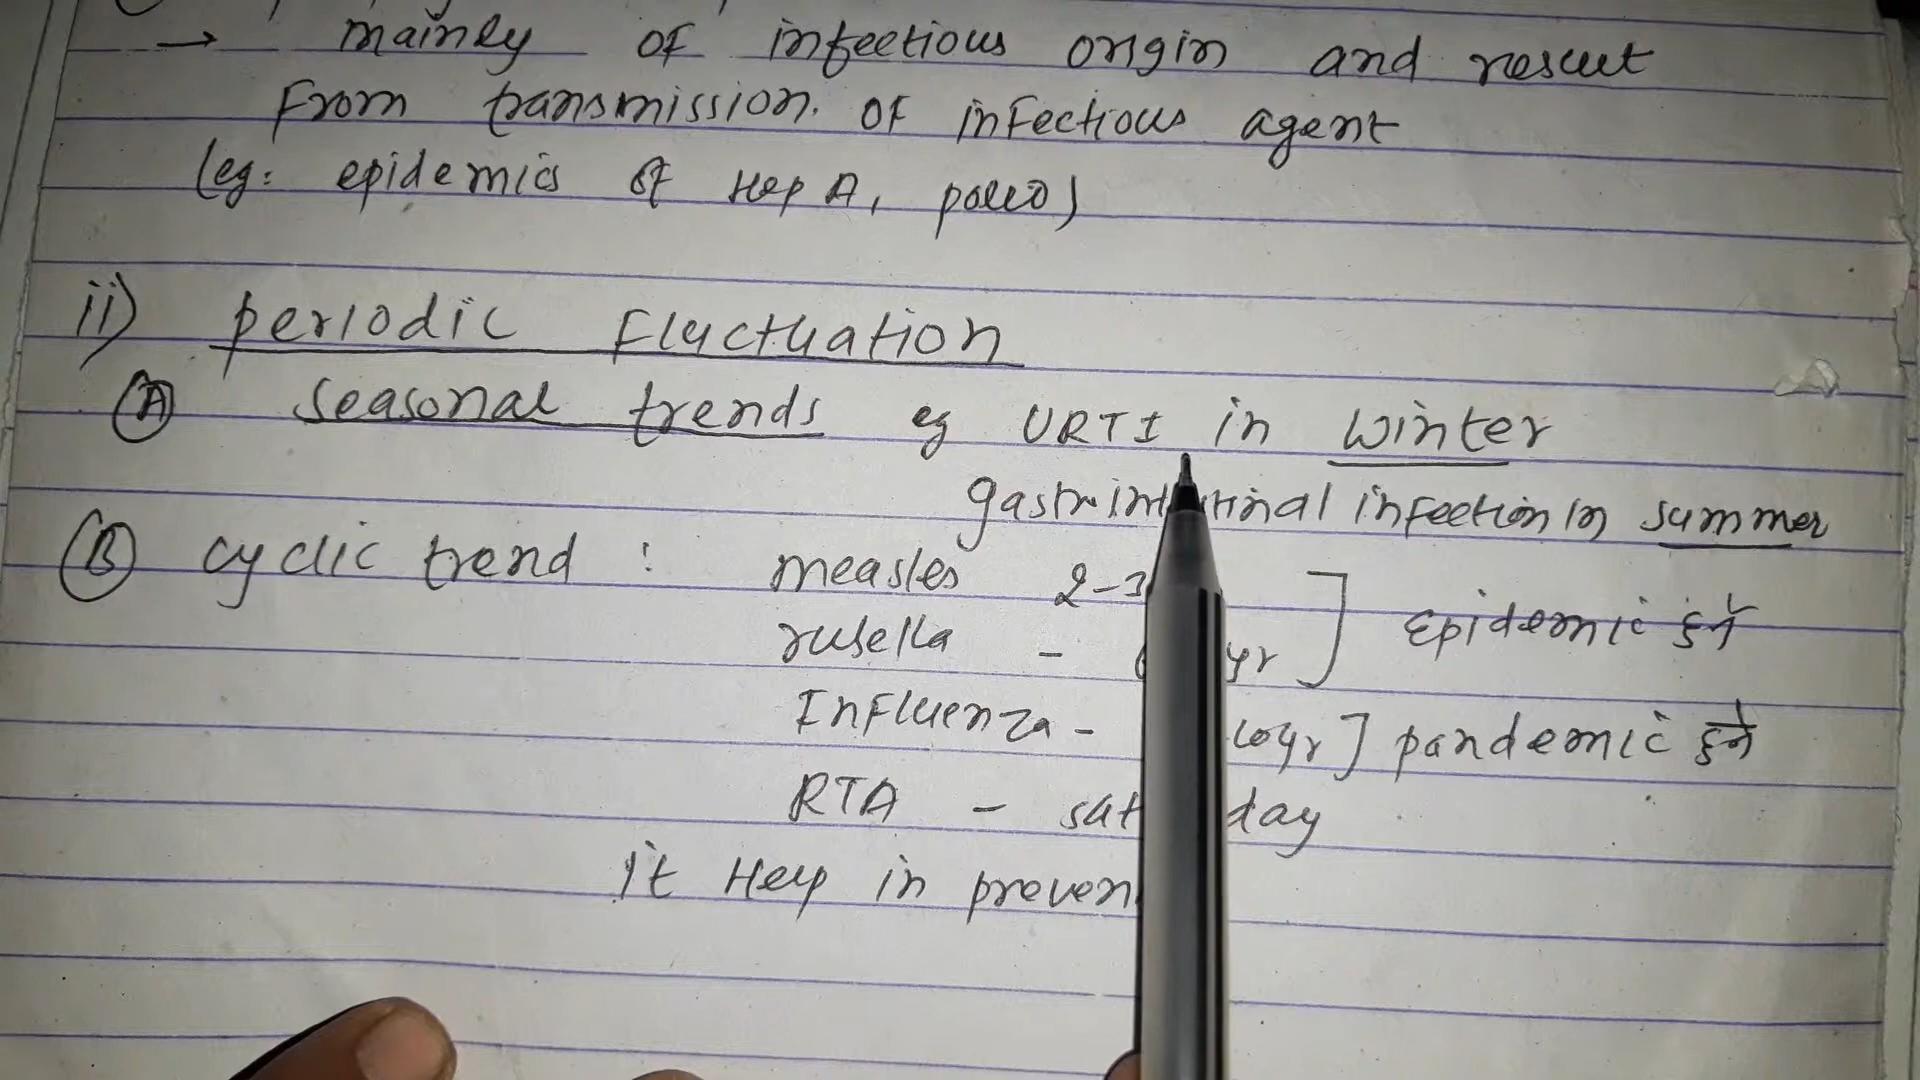 → mainly of infectious origin and result
From transmission. of infectious agent
(eg: epidemics of Hep A, polio)
ii) periodic Fluctuation
(A) seasonal trends eg URTI in winter
gastrointestinal infection in summer
(B) cyclic trend : measles 2-3
rubella - yr ] Epidemic हुने
Influenza - yr ] pandemic हुने
RTA - saturday
it Help in preven